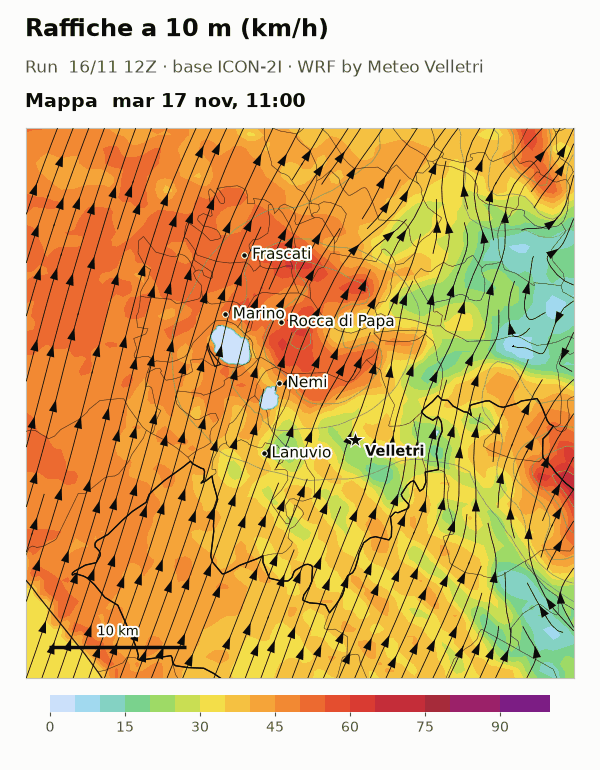 Raffiche a 10 m (km/h)
Run 16/11 12Z · base ICON-2I · WRF by Meteo Velletri
Mappa mar 17 nov, 11:00
Frascati
Marino
Rocca di Papa
Nemi
Velletri
Lanuvio
10 km
0 15 30 45 60 75 90